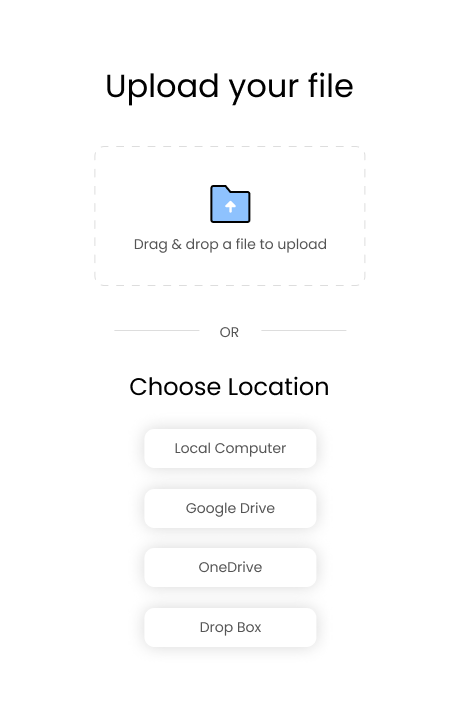 Upload your file
Drag & drop a file to upload
OR
Choose Location
Local Computer
Google Drive
OneDrive
Drop Box